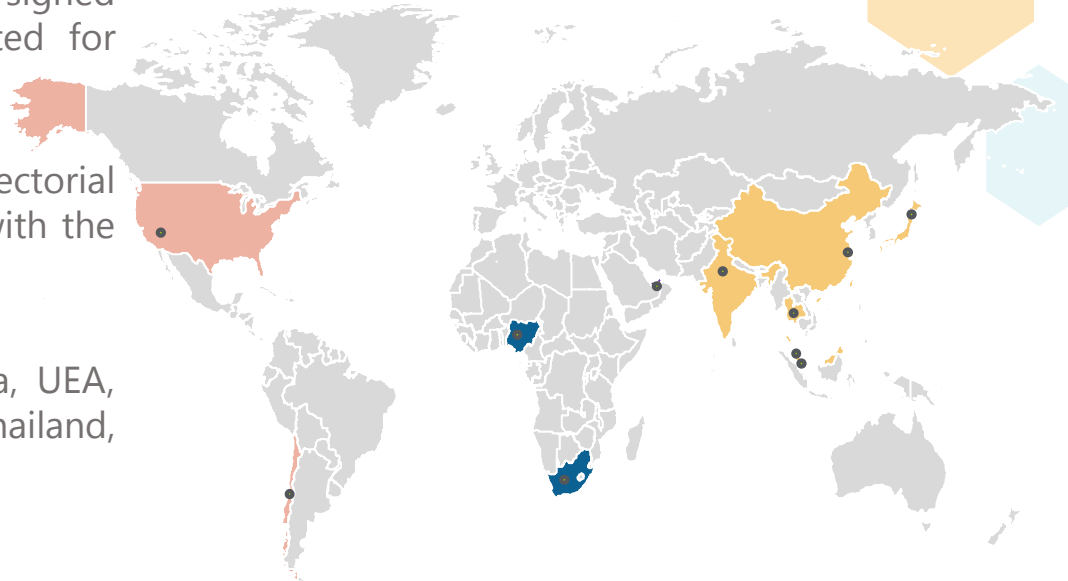 ted for
ectorial
with the
a, UEA,
hailand,